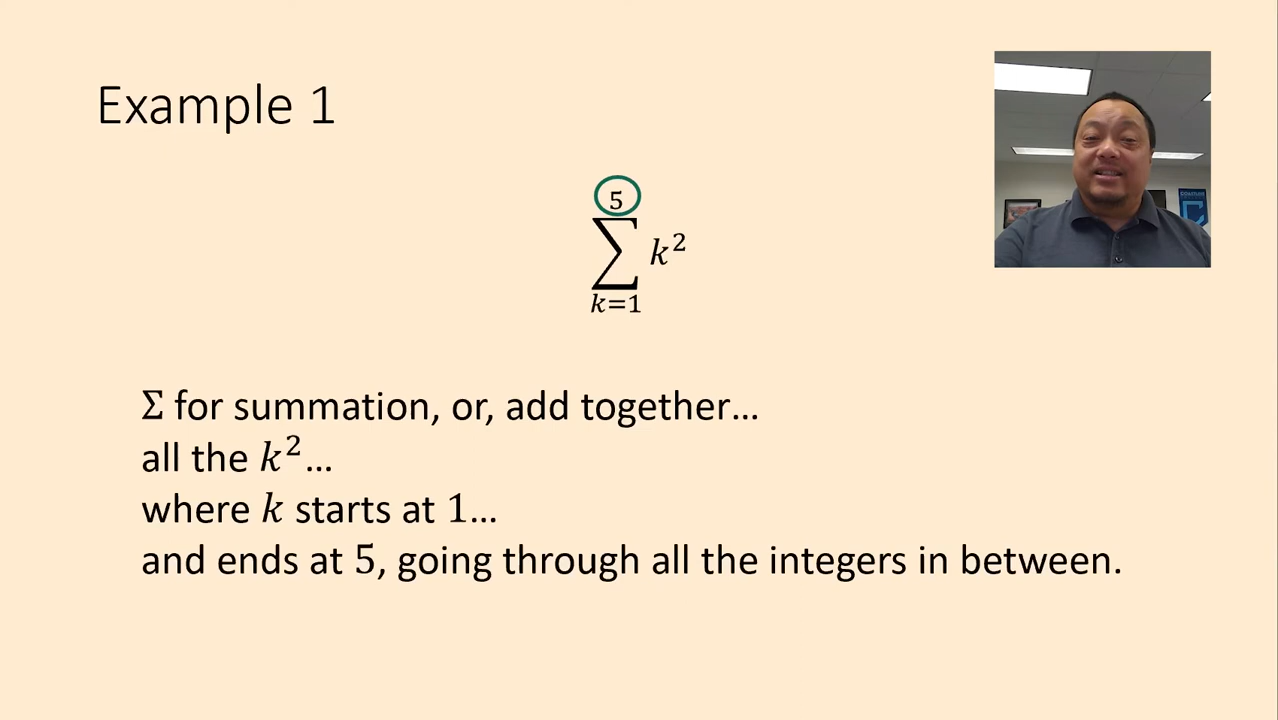 Example 1
5
∑ k²
k=1
Σ for summation, or, add together…
all the k²…
where k starts at 1…
and ends at 5, going through all the integers in between.